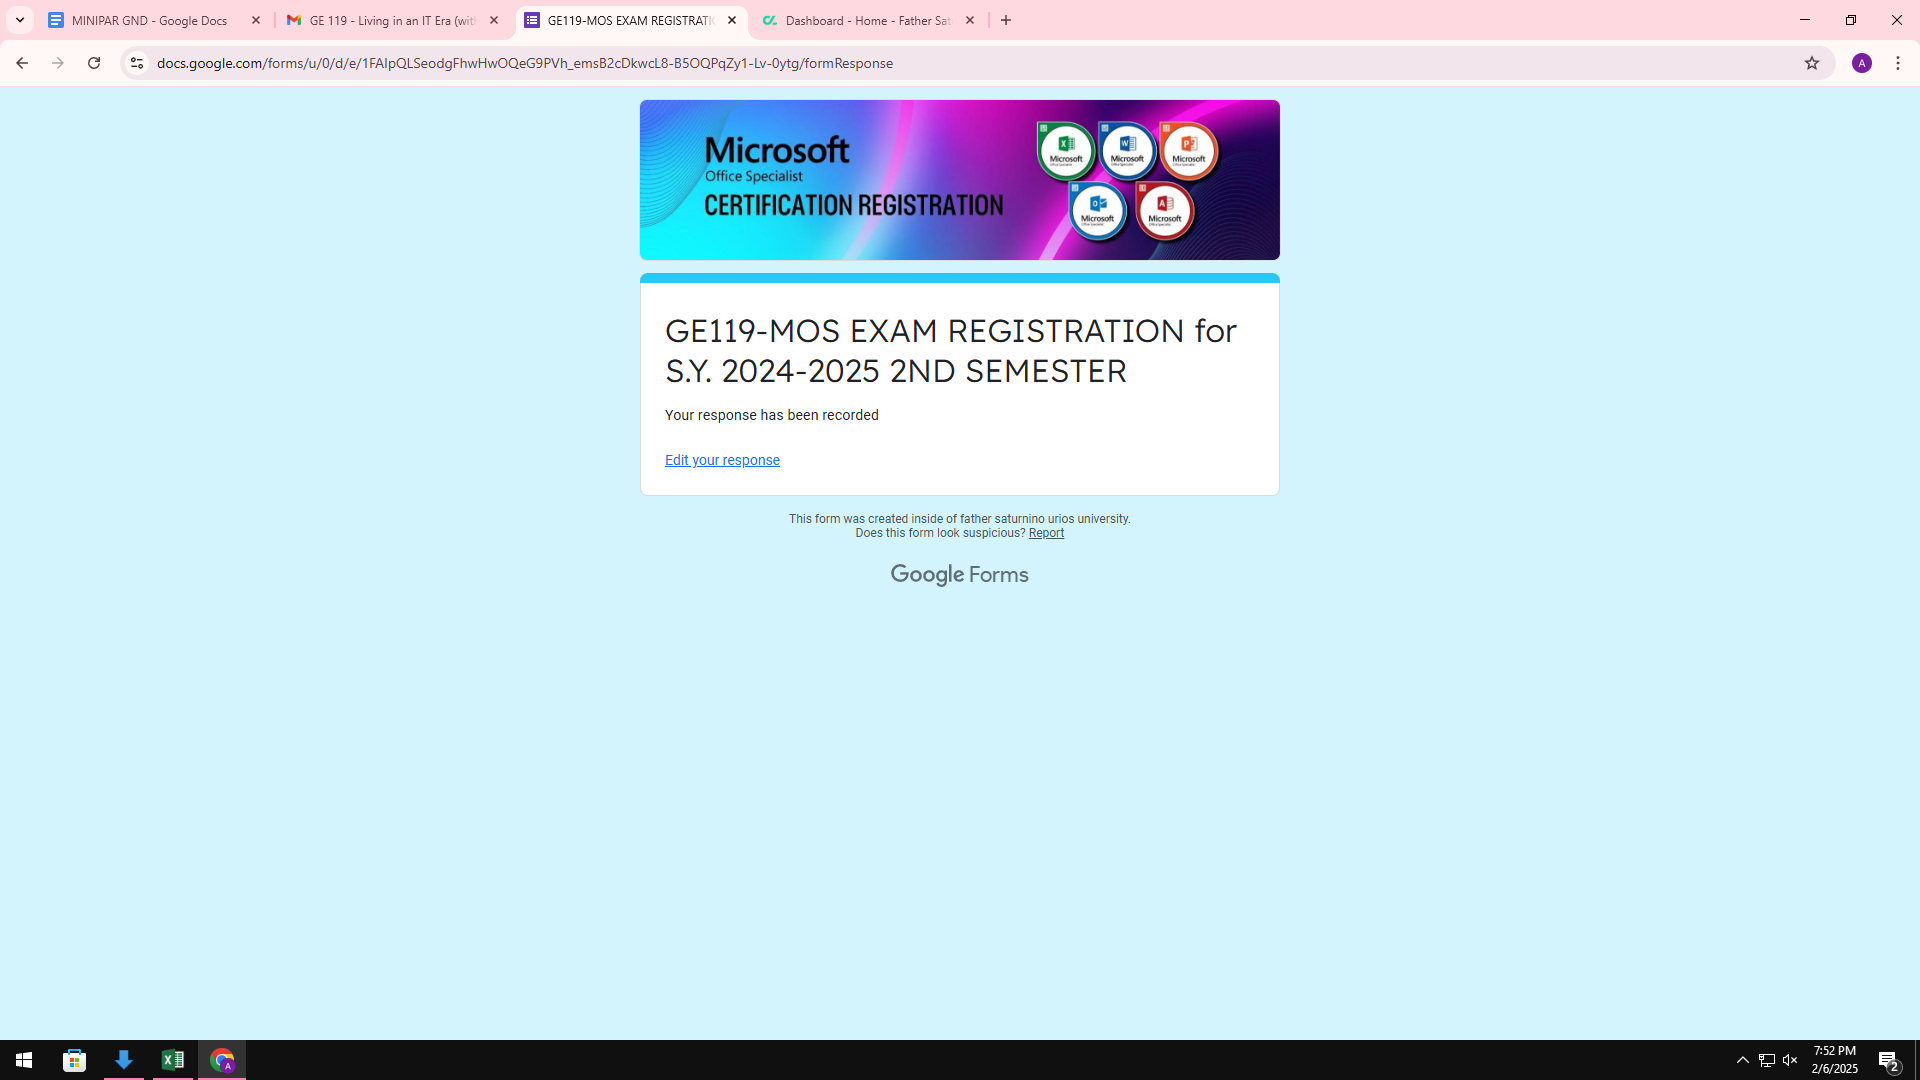 MINIPAR GND - Google Docs
GE 119 - Living in an IT Era (wit
GE119-MOS EXAM REGISTRATI
Dashboard - Home - Father Sat
docs.google.com/forms/u/0/d/e/1FAIpQLSeodgFhwHwOQeG9PVh_emsB2cDkwcL8-B5OQPqZy1-Lv-0ytg/formResponse
A
Microsoft
Office Specialist
CERTIFICATION REGISTRATION
Microsoft
Microsoft
Microsoft
Microsoft
Microsoft
GE119-MOS EXAM REGISTRATION for
S.Y. 2024-2025 2ND SEMESTER
Your response has been recorded
Edit your response
This form was created inside of father saturnino urios university.
Does this form look suspicious? Report
Google Forms
A
7:52 PM
2/6/2025
2